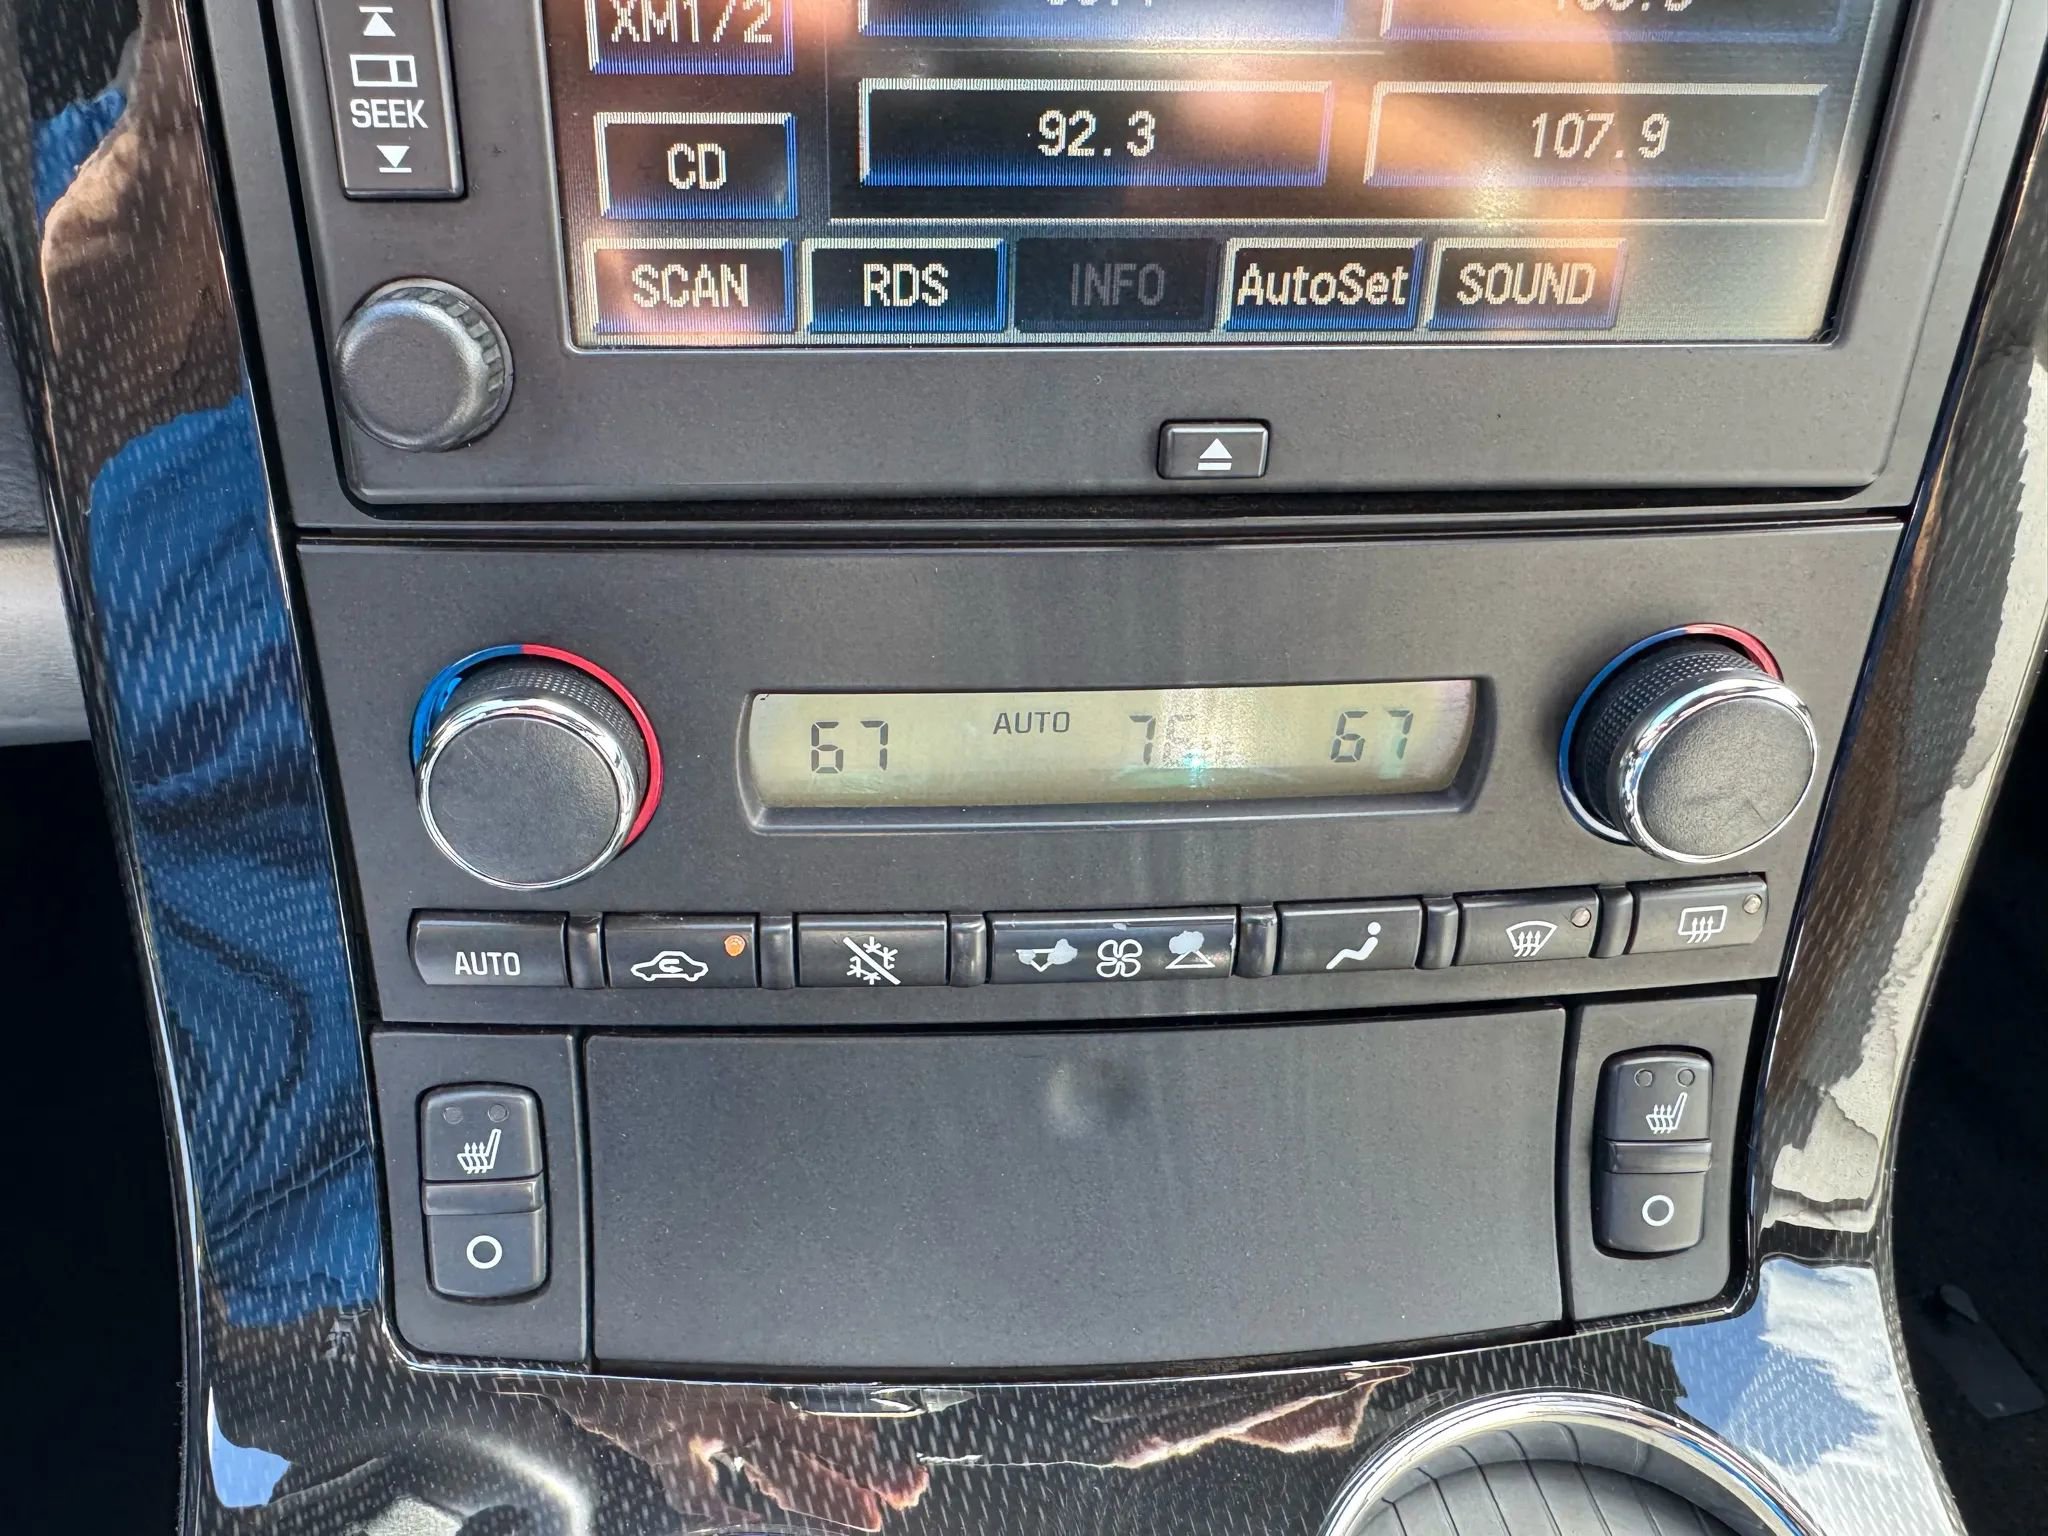 XM1/2
SEEK
92.3
107.9
CD
SCAN RDS INFO AutoSet SOUND
67 AUTO 67
AUTO